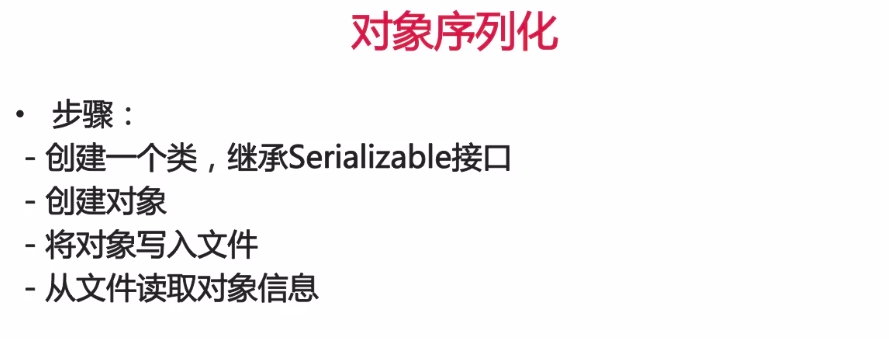 对象序列化
• 步骤：
- 创建一个类，继承Serializable接口
- 创建对象
- 将对象写入文件
- 从文件读取对象信息